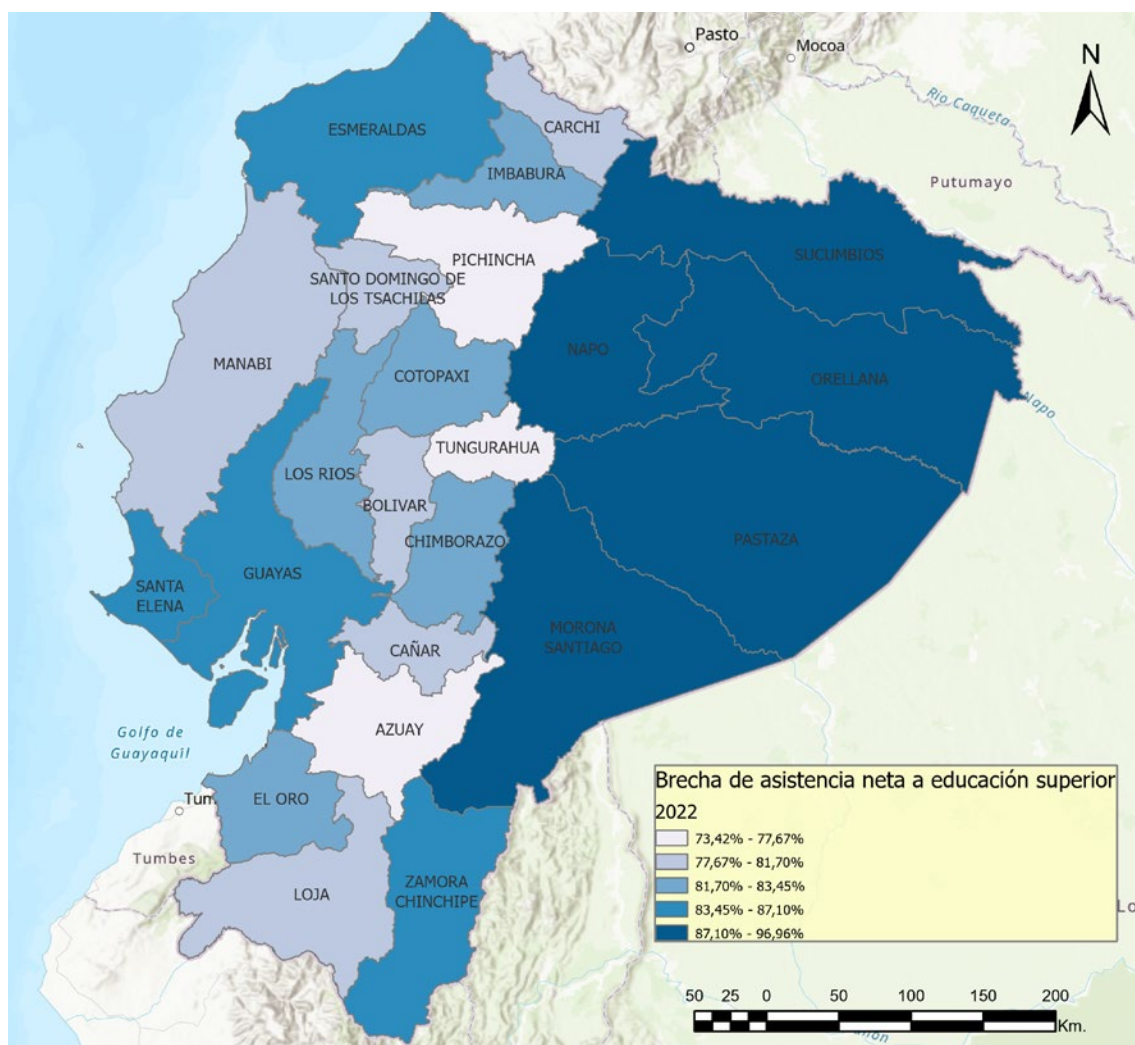 Pasto
Mocoa
N
Rio Caqueta
ESMERALDAS
CARCHI
IMBABURA
Putumayo
PICHINCHA
SUCUMBIOS
SANTO DOMINGO DE
LOS TSACHILAS
NAPO
MANABI
COTOPAXI
ORELLANA
Napo
TUNGURAHUA
LOS RIOS
BOLIVAR
CHIMBORAZO
PASTAZA
GUAYAS
SANTA
ELENA
MORONA
SANTIAGO
CAÑAR
AZUAY
Golfo de
Guayaquil
EL ORO
Tum.
Tumbes
LOJA
ZAMORA
CHINCHIPE
Brecha de asistencia neta a educación superior
2022
73,42% - 77,67%
77,67% - 81,70%
81,70% - 83,45%
83,45% - 87,10%
87,10% - 96,96%
Lo
50 25 0 50 100 150 200
Km.